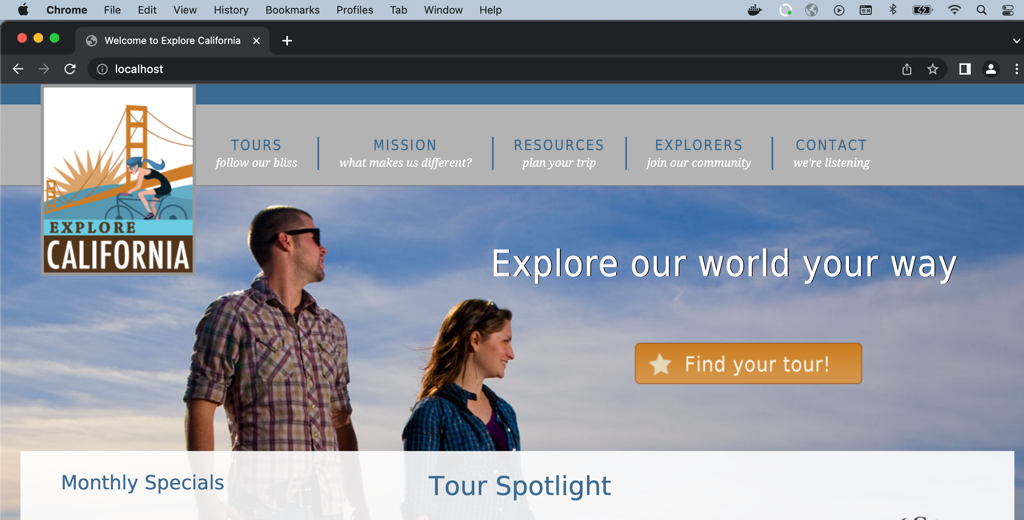 Chrome File Edit View History Bookmarks Profiles Tab Window Help
Welcome to Explore California
localhost
TOURS MISSION RESOURCES EXPLORERS CONTACT
follow our bliss what makes us different? plan your trip join our community we're listening
EXPLORE
CALIFORNIA
Explore our world your way
Find your tour!
Monthly Specials Tour Spotlight